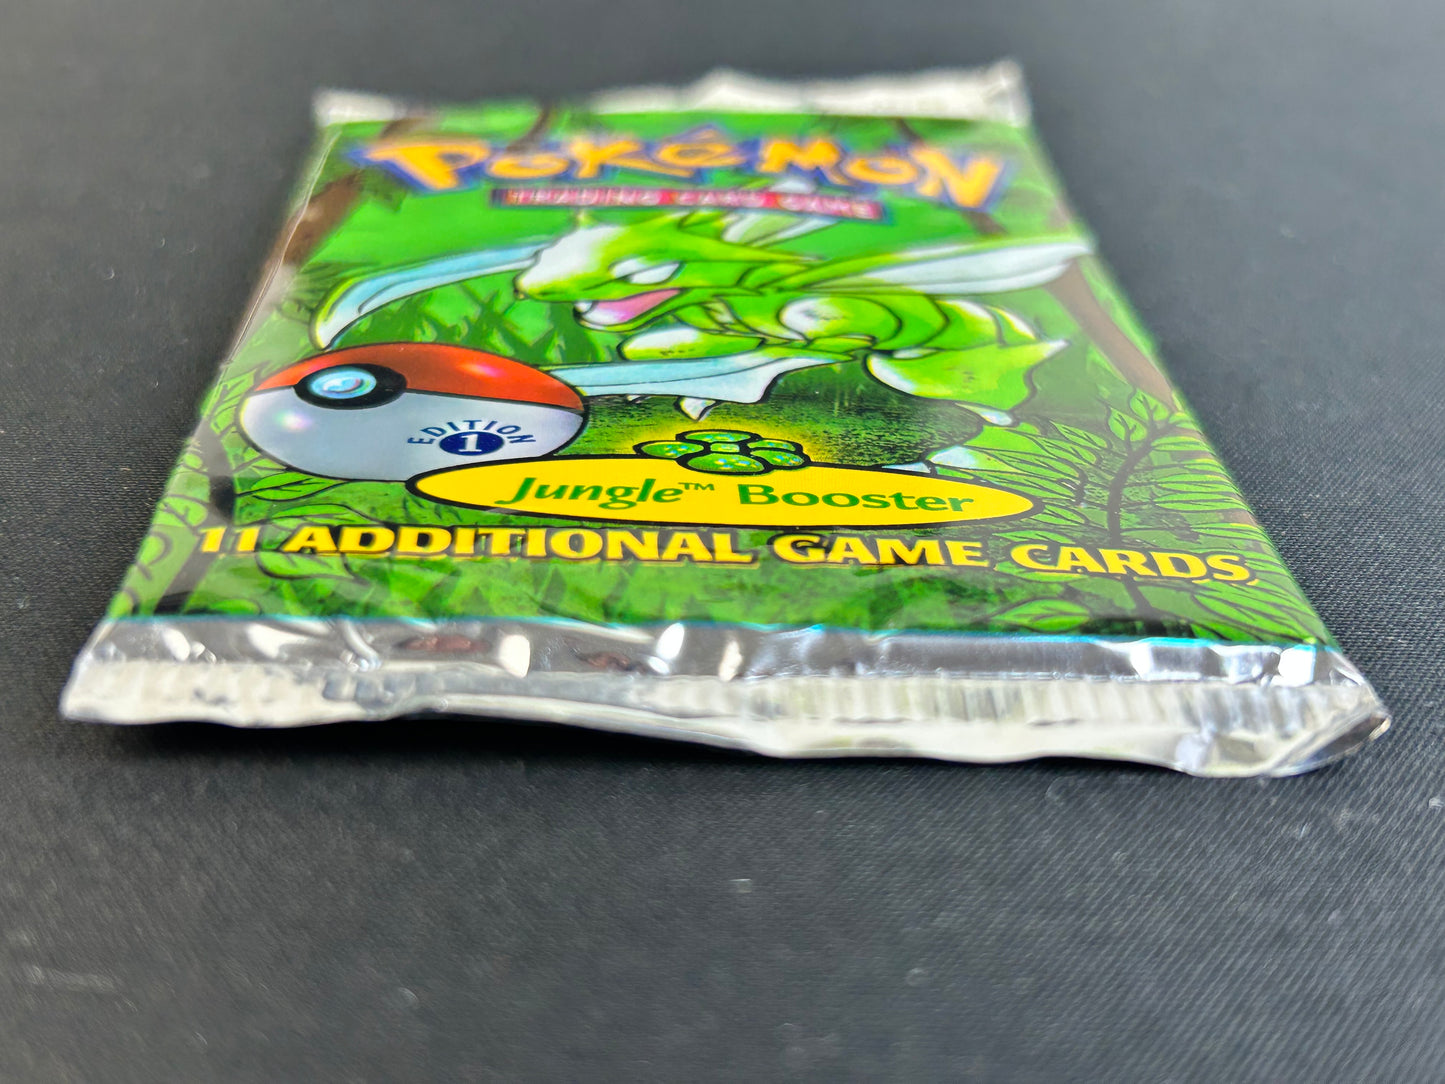 POKéMON
TRADING CARD GAME
EDITION
1
Jungle™ Booster
11 ADDITIONAL GAME CARDS